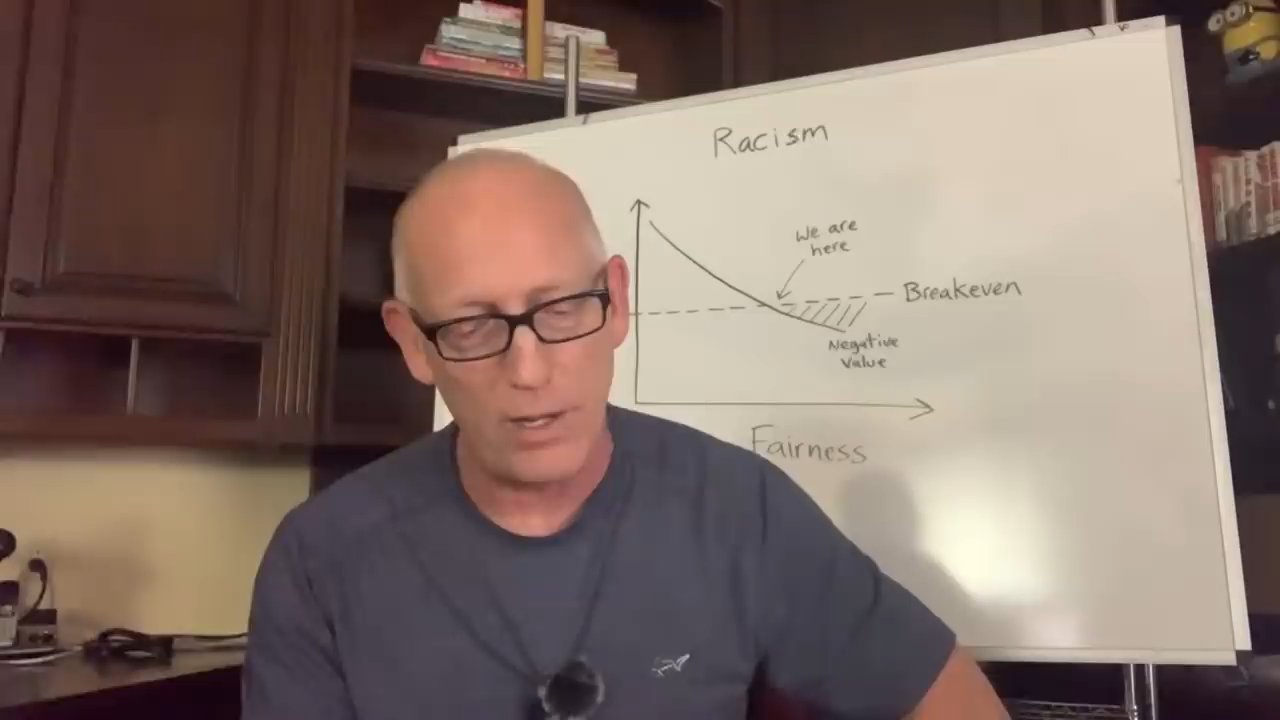 Racism
We are
here
Breakeven
Negative
value
Fairness